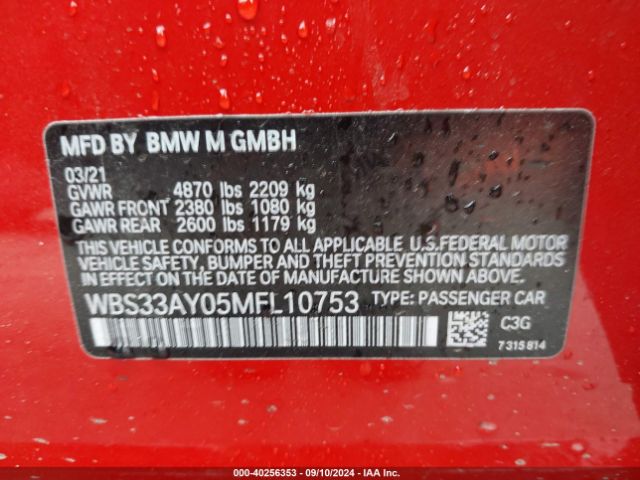 MFD BY BMW M GMBH
03/21
GVWR 4870 lbs 2209 kg
GAWR FRONT 2380 lbs 1080 kg
GAWR REAR 2600 lbs 1179 kg
THIS VEHICLE CONFORMS TO ALL APPLICABLE U.S.FEDERAL MOTOR
VEHICLE SAFETY, BUMPER AND THEFT PREVENTION STANDARDS
IN EFFECT ON THE DATE OF MANUFACTURE SHOWN ABOVE.
WBS33AY05MFL10753 TYPE: PASSENGER CAR
C3G
7315814
000-40256353 - 09/10/2024 - IAA Inc.